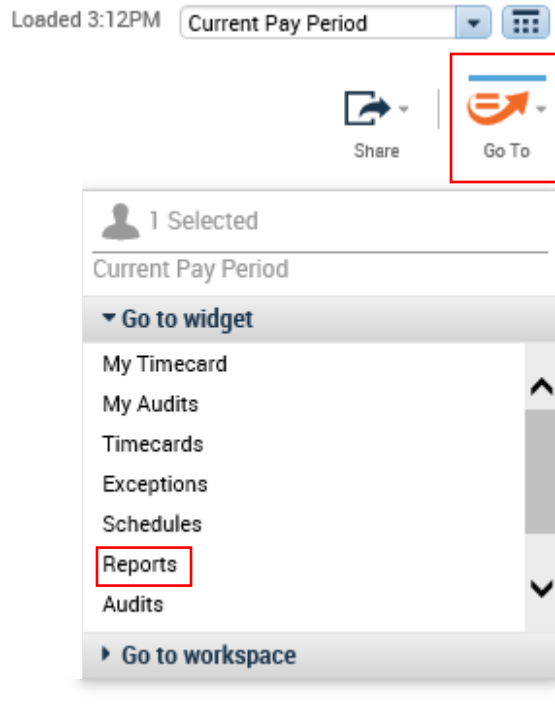 Loaded 3:12PM Current Pay Period
Share Go To
1 Selected
Current Pay Period
Go to widget
My Timecard
My Audits
Timecards
Exceptions
Schedules
Reports
Audits
Go to workspace